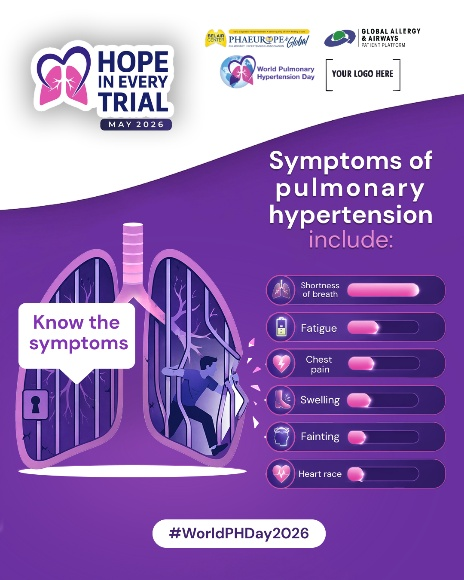 HOPE
IN EVERY
TRIAL
MAY 2026
PHAEUROPE & Global
GLOBAL ALLERGY
& AIRWAYS
PATIENT PLATFORM
World Pulmonary
Hypertension Day
YOUR LOGO HERE
Symptoms of
pulmonary
hypertension
include:
Shortness
of breath
Fatigue
Chest
pain
Swelling
Fainting
Heart race
Know the
symptoms
#WorldPHDay2026